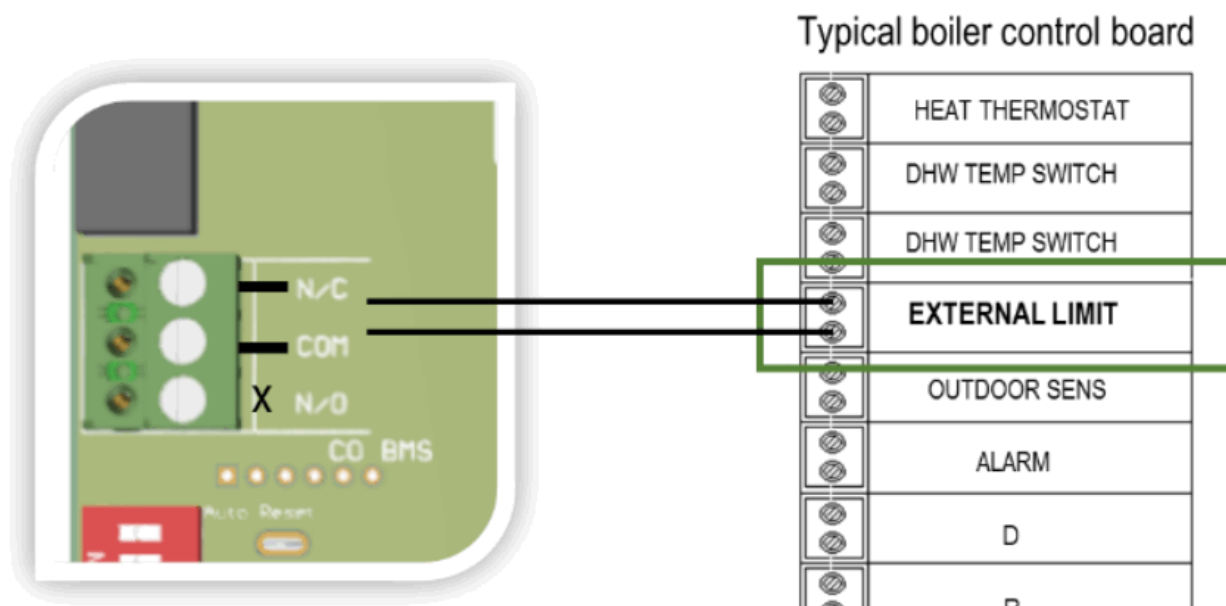 Typical boiler control board
HEAT THERMOSTAT
DHW TEMP SWITCH
DHW TEMP SWITCH
EXTERNAL LIMIT
OUTDOOR SENS
ALARM
D
N/C
COM
X N/O
CO BMS
Auto Reset